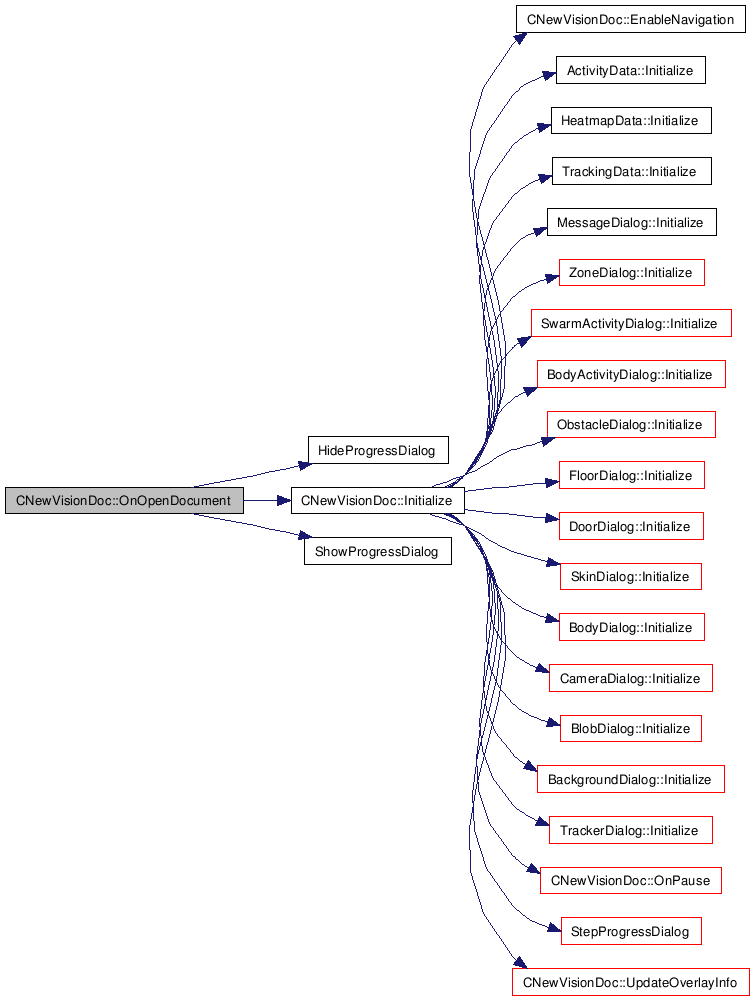 CNewVisionDoc::EnableNavigation
ActivityData::Initialize
HeatmapData::Initialize
TrackingData::Initialize
MessageDialog::Initialize
ZoneDialog::Initialize
SwarmActivityDialog::Initialize
BodyActivityDialog::Initialize
ObstacleDialog::Initialize
HideProgressDialog
FloorDialog::Initialize
CNewVisionDoc::OnOpenDocument
CNewVisionDoc::Initialize
DoorDialog::Initialize
ShowProgressDialog
SkinDialog::Initialize
BodyDialog::Initialize
CameraDialog::Initialize
BlobDialog::Initialize
BackgroundDialog::Initialize
TrackerDialog::Initialize
CNewVisionDoc::OnPause
StepProgressDialog
CNewVisionDoc::UpdateOverlayInfo